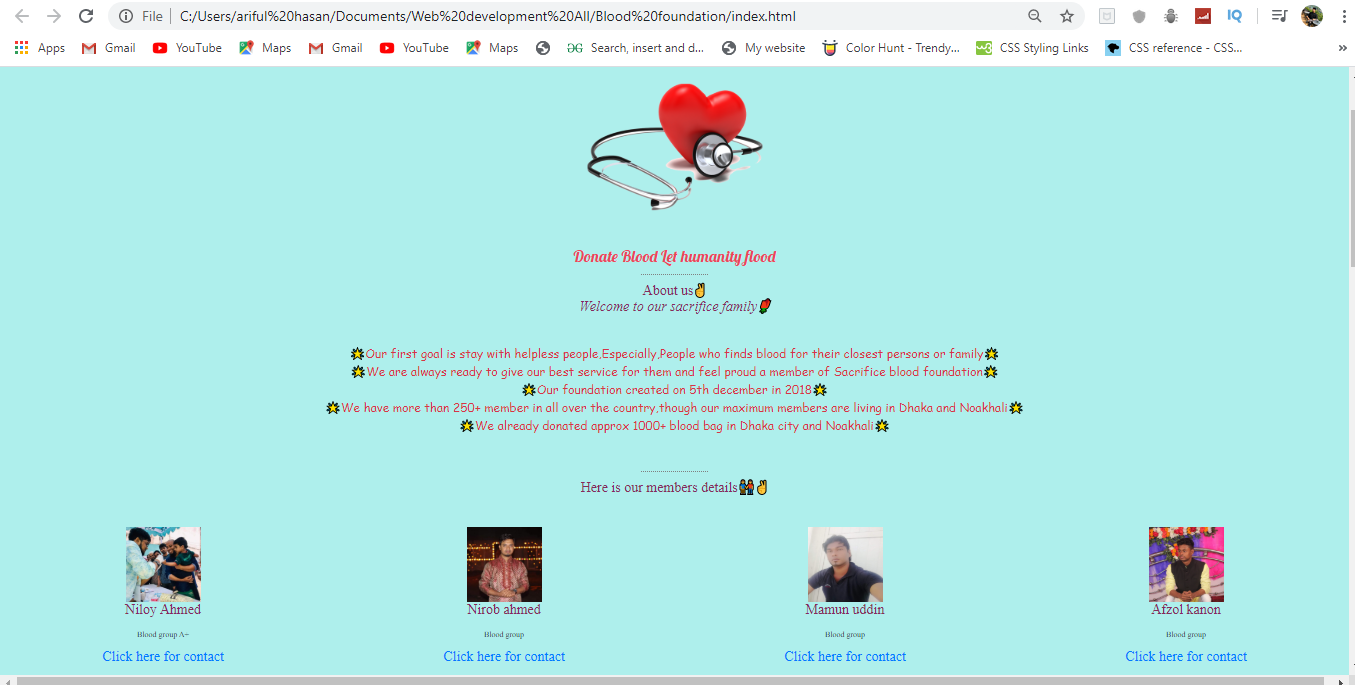 File C:/Users/ariful%20hasan/Documents/Web%20development%20All/Blood%20foundation/index.html
Apps Gmail YouTube Maps Gmail YouTube Maps Search, insert and d... My website Color Hunt - Trendy... CSS Styling Links CSS reference - CSS... »
Donate Blood Let humanity flood
About us✌
Welcome to our sacrifice family🌹
🌟Our first goal is stay with helpless people,Especially,People who finds blood for their closest persons or family🌟
🌟We are always ready to give our best service for them and feel proud a member of Sacrifice blood foundation🌟
🌟Our foundation created on 5th december in 2018🌟
🌟We have more than 250+ member in all over the country,though our maximum members are living in Dhaka and Noakhali🌟
🌟We already donated approx 1000+ blood bag in Dhaka city and Noakhali🌟
Here is our members details👬✌
Niloy Ahmed Nirob ahmed Mamun uddin Afzol kanon
Blood group A+ Blood group Blood group Blood group
Click here for contact Click here for contact Click here for contact Click here for contact